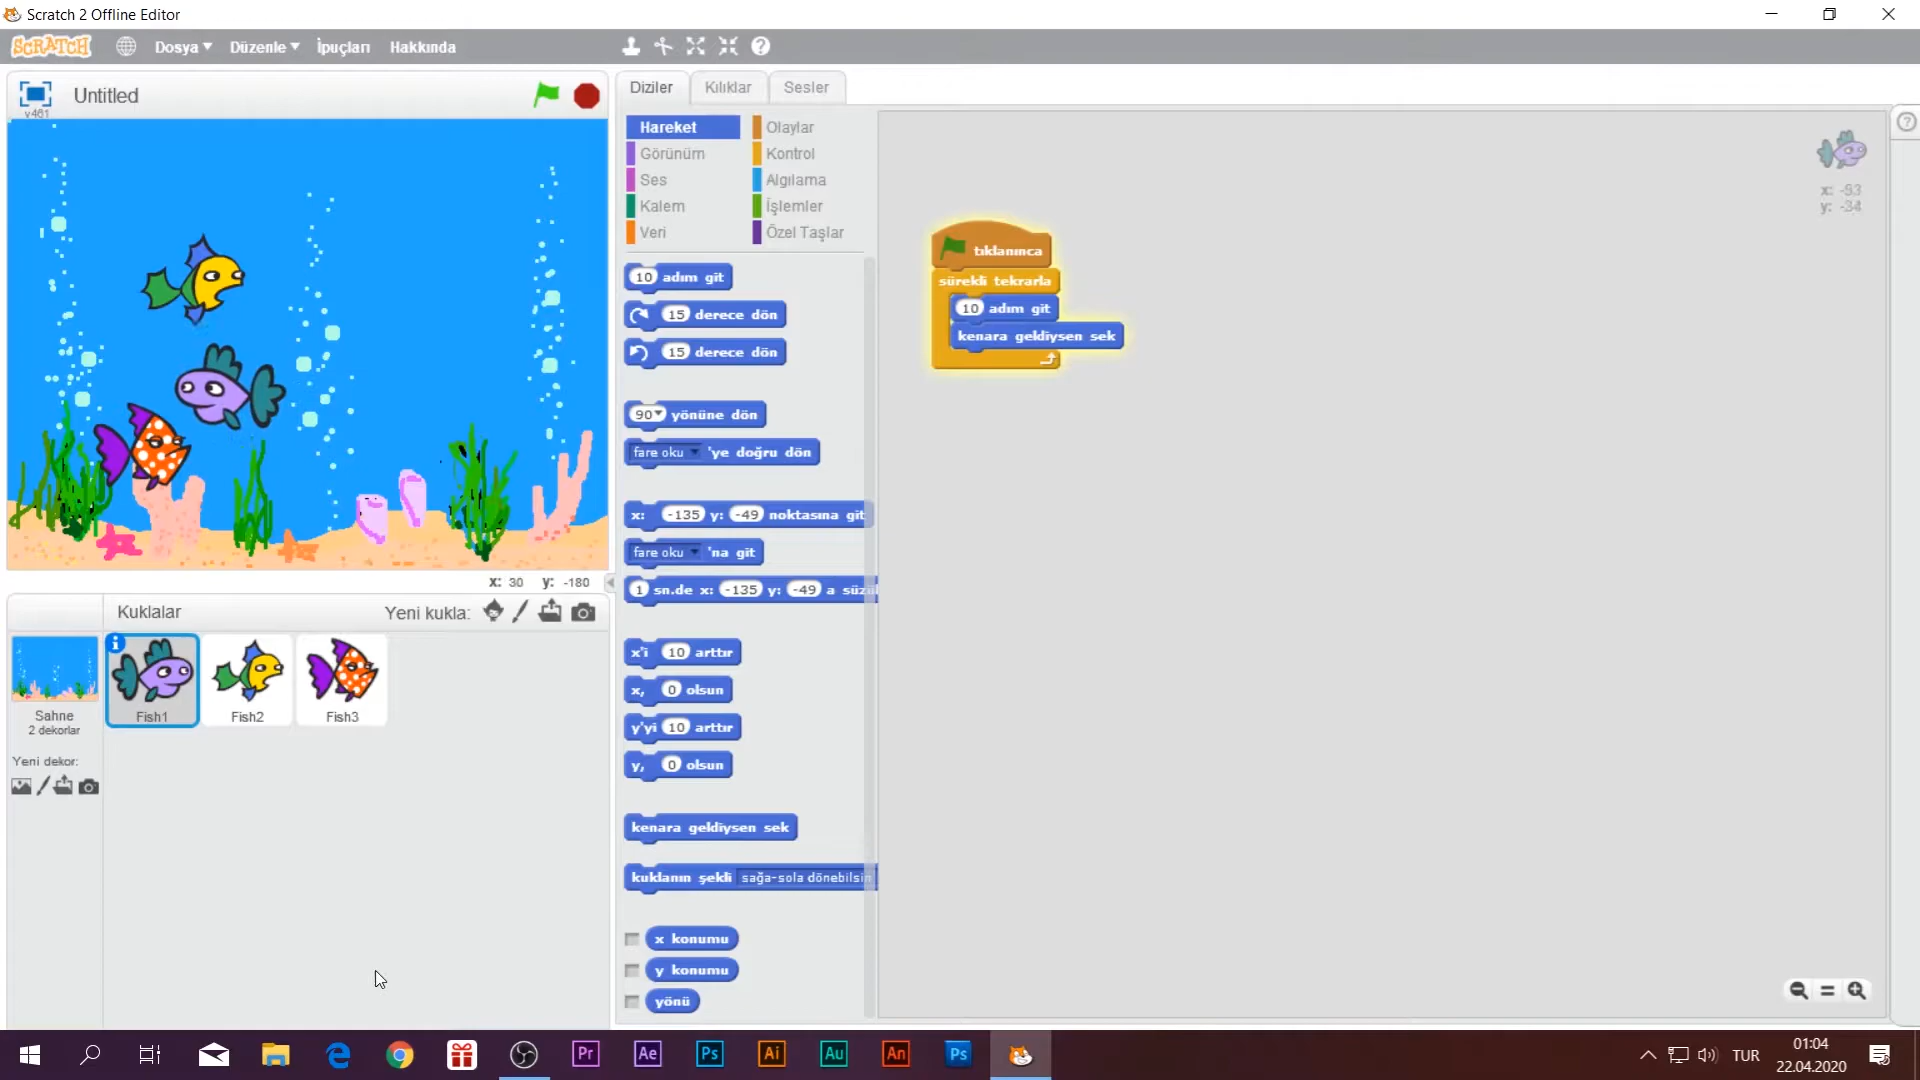 Scratch 2 Offline Editor
SCRATCH
Dosya
Düzenle
İpuçları
Hakkında
Untitled
v461
x: 30 y: -180
Kuklalar
Yeni kukla:
Sahne
2 dekorlar
Yeni dekor:
Fish1
Fish2
Fish3
Diziler
Kılıklar
Sesler
Hareket
Görünüm
Ses
Kalem
Veri
Olaylar
Kontrol
Algılama
İşlemler
Özel Taşlar
10 adım git
15 derece dön
15 derece dön
90 yönüne dön
fare oku 'ye doğru dön
x: -135 y: -49 noktasına git
fare oku 'na git
1 sn.de x: -135 y: -49 a süzül
x'i 10 arttır
x, 0 olsun
y'yi 10 arttır
y, 0 olsun
kenara geldiysen sek
kuklanın şekli sağa-sola dönebilsin
x konumu
y konumu
yönü
tıklanınca
sürekli tekrarla
10 adım git
kenara geldiysen sek
x: -93
y: -34
Pr
Ae
Ps
Ai
Au
An
Ps
TUR
01:04
22.04.2020